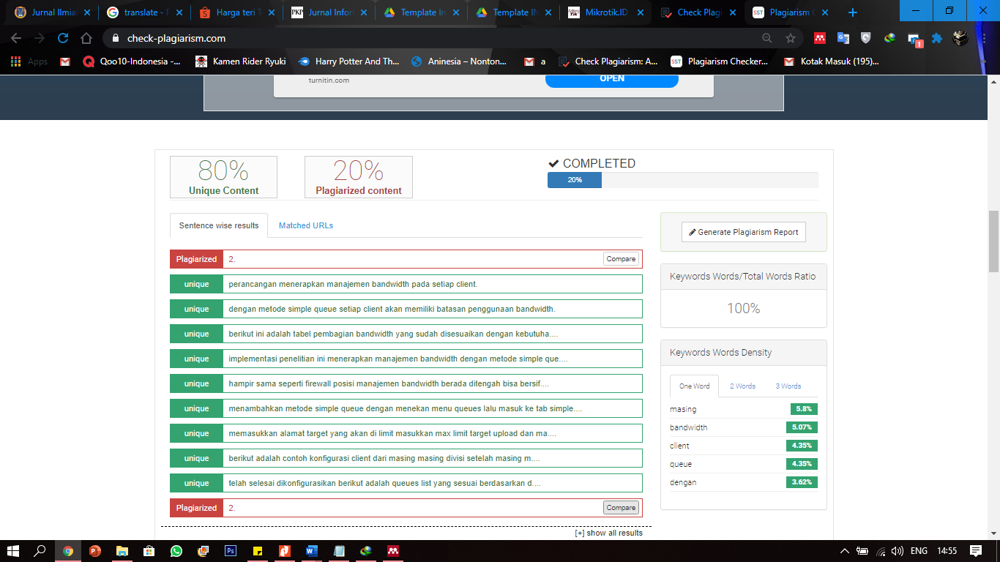 Jurnal Ilmia
translate - P
Harga teri T
Jurnal Infor
Template In
Template IN
Mikrotik.ID
Check Plag
Plagiarism C
check-plagiarism.com
Apps
Qoo10-Indonesia -...
Kamen Rider Ryuki
Harry Potter And Th...
Aninesia – Nonton...
a
Check Plagiarism: A...
Plagiarism Checker...
Kotak Masuk (195)...
turnitin.com
OPEN
80%
Unique Content
20%
Plagiarized content
COMPLETED
20%
Sentence wise results
Matched URLs
Plagiarized 2. Compare
unique perancangan menerapkan manajemen bandwidth pada setiap client.
unique dengan metode simple queue setiap client akan memiliki batasan penggunaan bandwidth.
unique berikut ini adalah tabel pembagian bandwidth yang sudah disesuaikan dengan kebutuha....
unique implementasi penelitian ini menerapkan manajemen bandwidth dengan metode simple que....
unique hampir sama seperti firewall posisi manajemen bandwidth berada ditengah bisa bersif....
unique menambahkan metode simple queue dengan menekan menu queues lalu masuk ke tab simple....
unique memasukkan alamat target yang akan di limit masukkan max limit target upload dan ma....
unique berikut adalah contoh konfigurasi client dari masing masing divisi setelah masing m....
unique telah selesai dikonfigurasikan berikut adalah queues list yang sesuai berdasarkan d....
Plagiarized 2. Compare
[+] show all results
Generate Plagiarism Report
Keywords Words/Total Words Ratio
100%
Keywords Words Density
One Word 2 Words 3 Words
masing 5.8%
bandwidth 5.07%
client 4.35%
queue 4.35%
dengan 3.62%
ENG 14:55